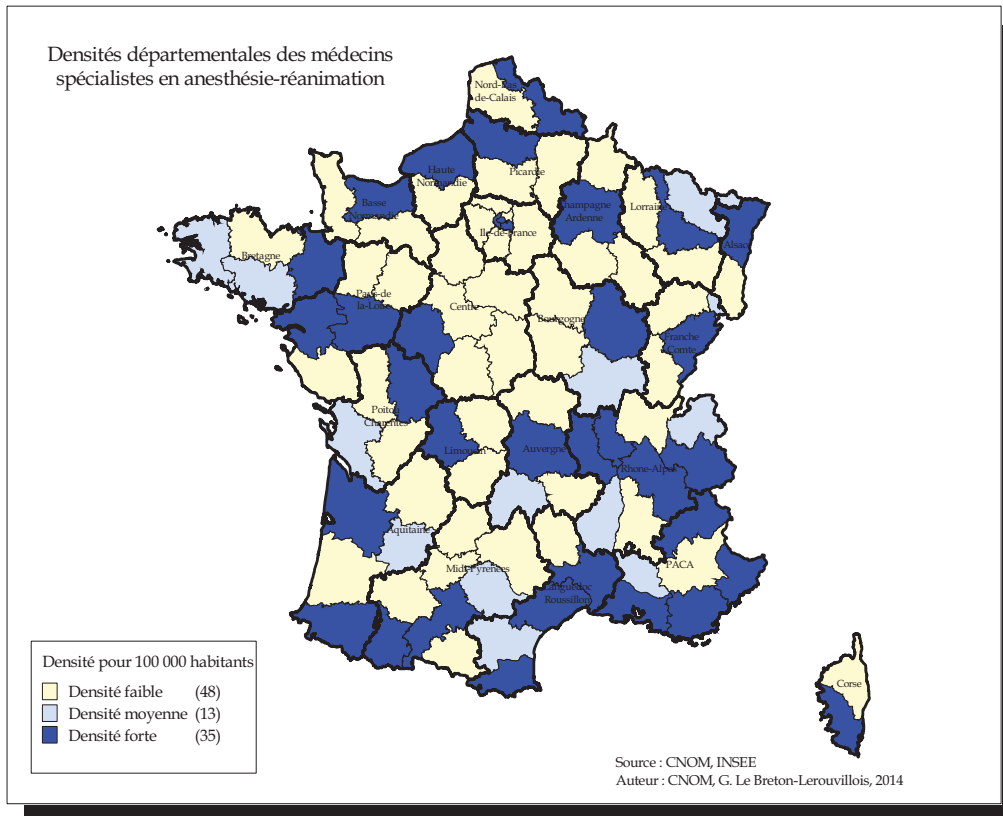 Densités départementales des médecins
spécialistes en anesthésie-réanimation
Nord-Pas
de-Calais
Haute
Normandie
Picardie
Basse
Normandie
Champagne
Ardenne
Lorraine
Ile-de-France
Alsace
Bretagne
Pays-de
la-Loire
Centre
Bourgogne
Franche
Comte
Poitou
Charentes
Limousin
Auvergne
Rhone-Alpes
Aquitaine
Midi-Pyrenees
PACA
Languedoc
Roussillon
Corse
Densité pour 100 000 habitants
Densité faible (48)
Densité moyenne (13)
Densité forte (35)
Source : CNOM, INSEE
Auteur : CNOM, G. Le Breton-Lerouvillois, 2014